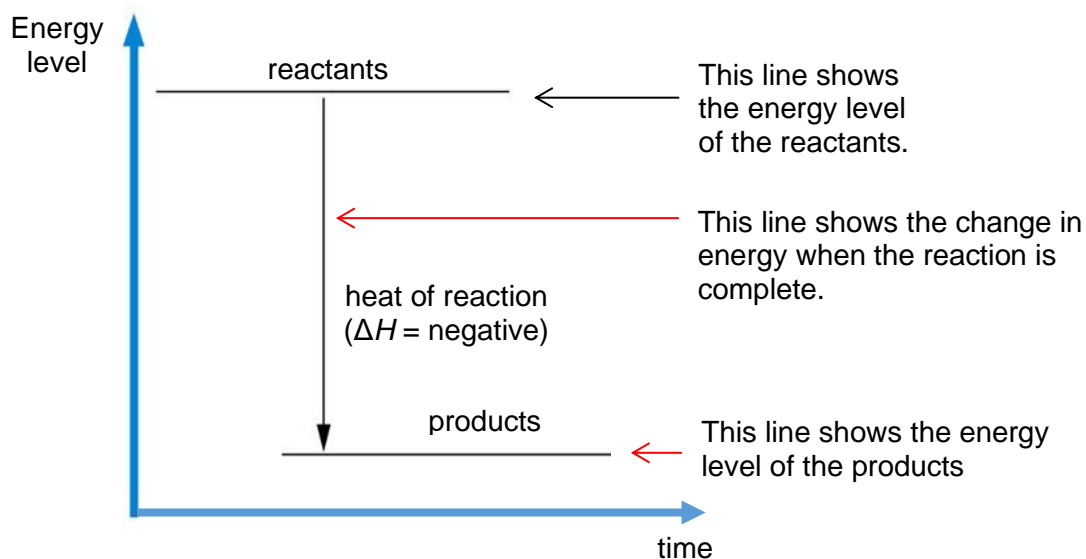 Energy
level
reactants
This line shows
the energy level
of the reactants.
This line shows the change in
energy when the reaction is
complete.
heat of reaction
(ΔH = negative)
products
This line shows the energy
level of the products
time